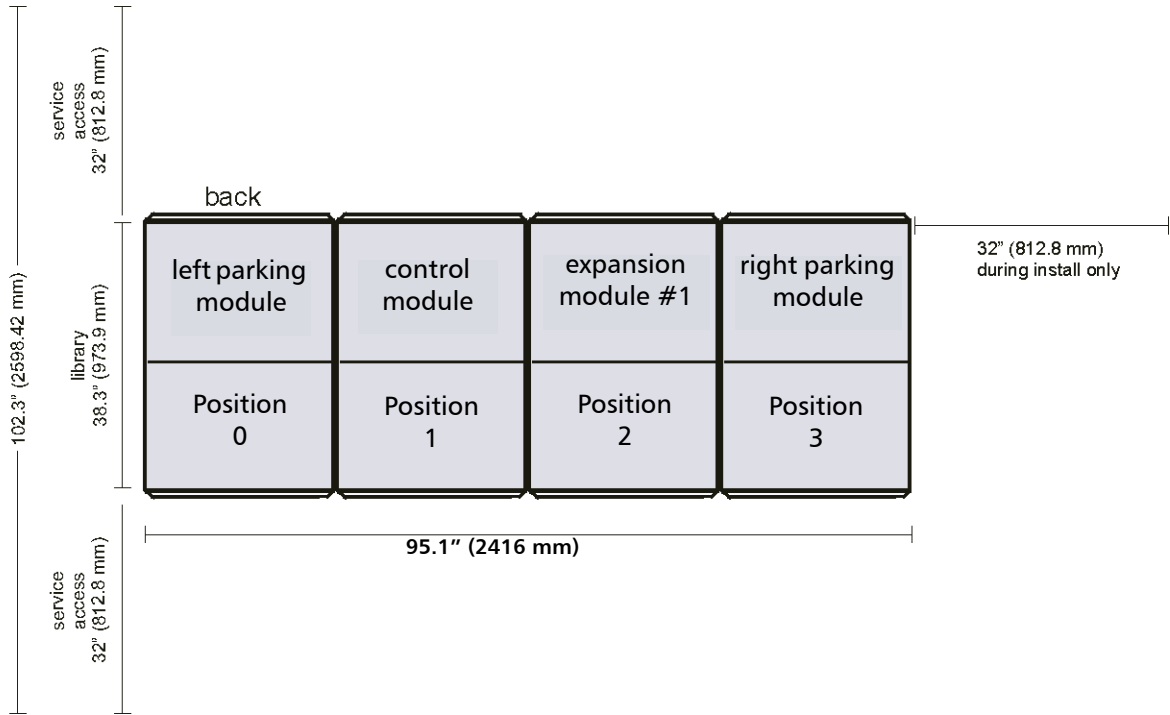 service
access
32" (812.8 mm)
102.3" (2598.42 mm)
library
38.3" (973.9 mm)
service
access
32" (812.8 mm)
back
left parking
module
control
module
expansion
module #1
right parking
module
Position
0
Position
1
Position
2
Position
3
32" (812.8 mm)
during install only
95.1" (2416 mm)